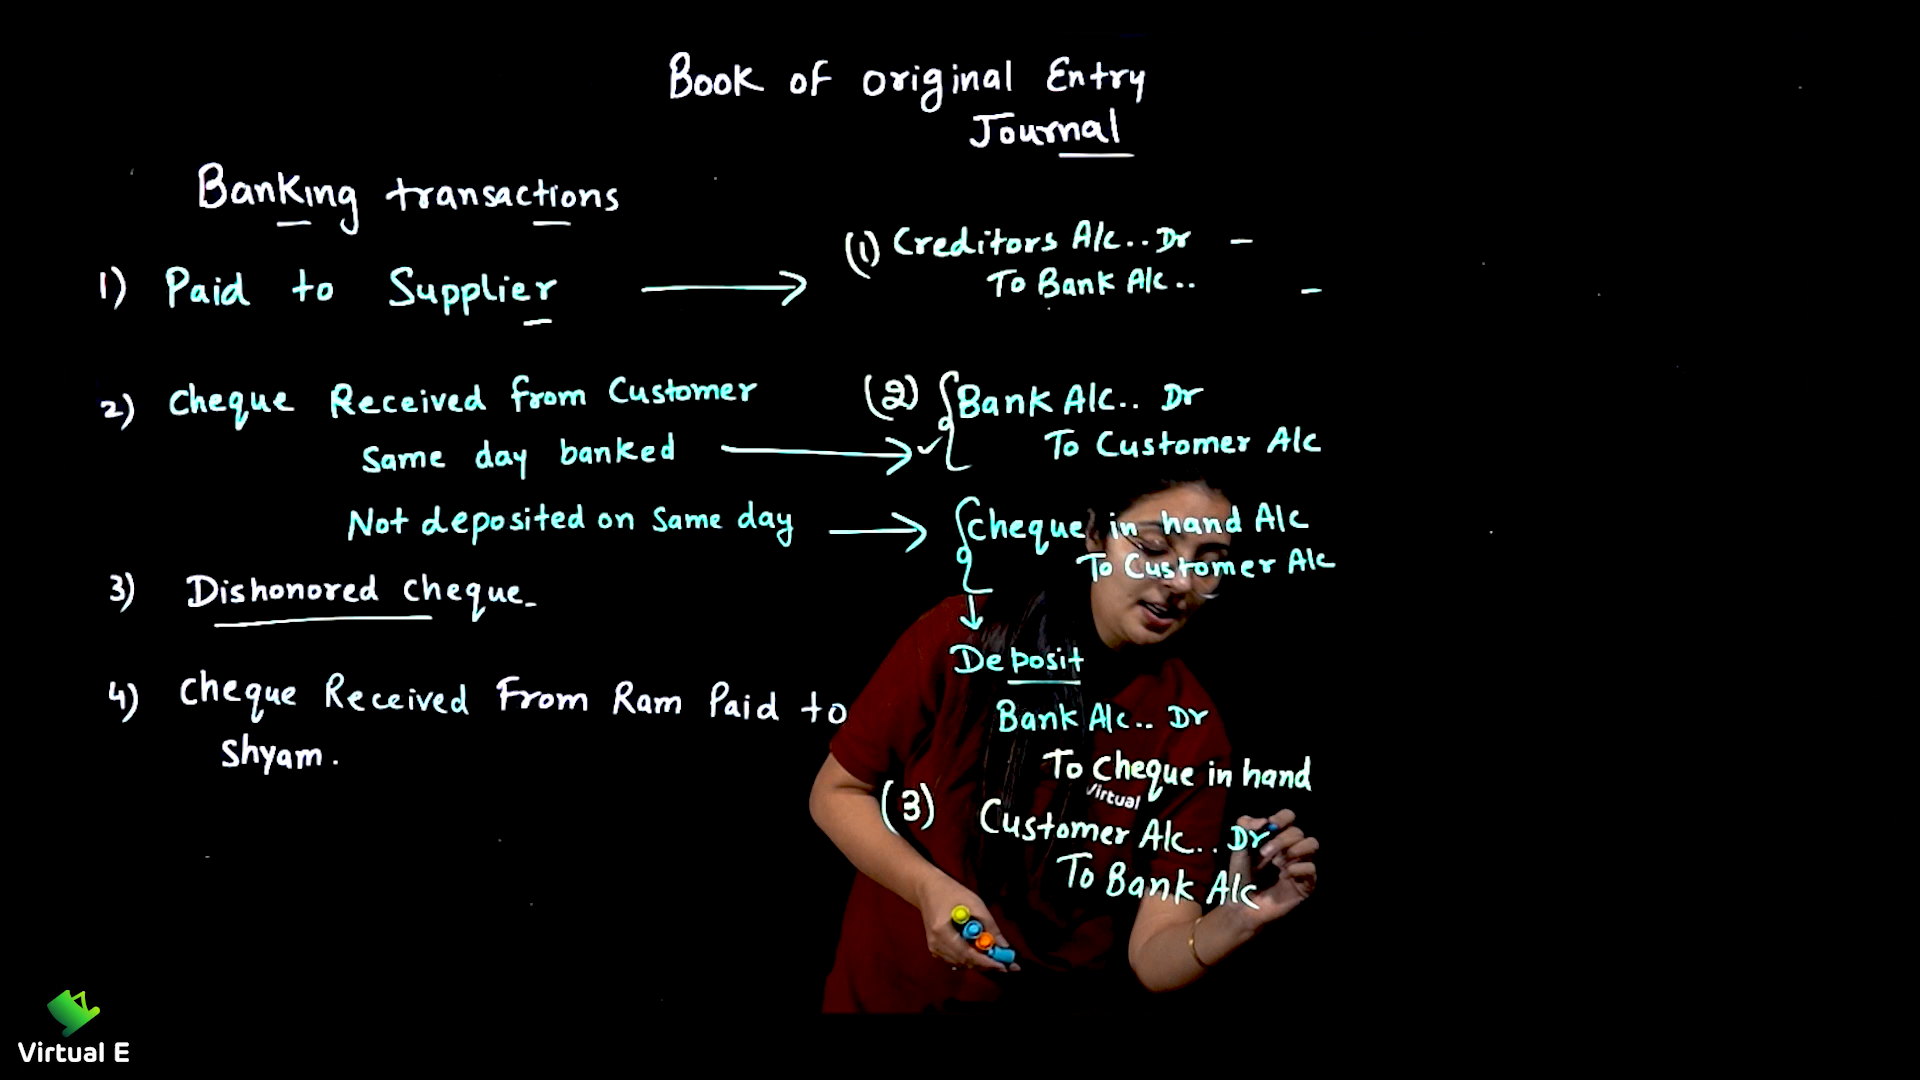 Book of original Entry
Journal
Banking transactions
1) Paid to Supplier
2) Cheque Received from Customer
Same day banked
Not deposited on Same day
3) Dishonored Cheque
4) Cheque Received From Ram Paid to
Shyam.
(1) Creditors A/c.. Dr -
To Bank A/c.. -
(2) Bank A/c.. Dr
To Customer A/c
Cheque in hand A/c
To Customer A/c
Deposit
Bank A/c.. Dr
To Cheque in hand
Virtual
(3) Customer A/c.. Dr
To Bank A/c
Virtual E